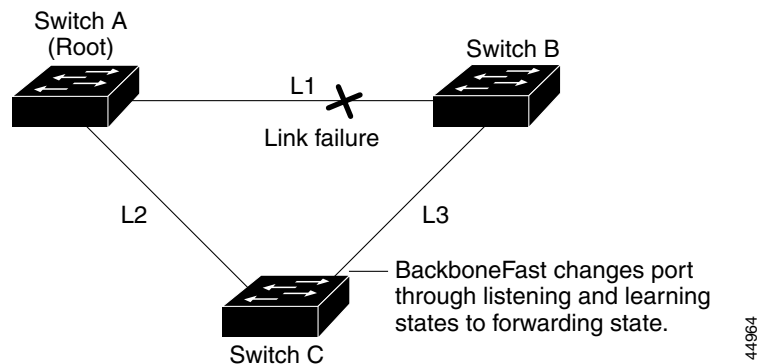 Switch A
(Root)
Switch B
L1
Link failure
L2
L3
BackboneFast changes port
through listening and learning
states to forwarding state.
Switch C
44964